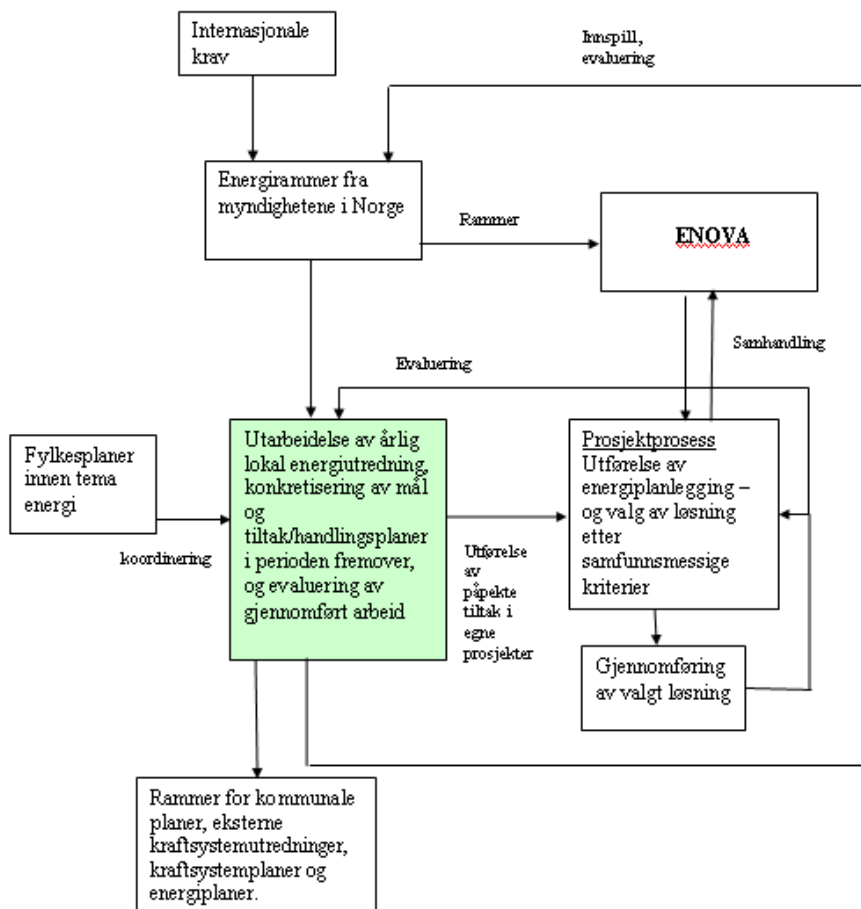 Internasjonale
krav
Innspill,
evaluering
Energirammer fra
myndighetene i Norge
Rammer
ENOVA
Samhandling
Evaluering
Fylkesplaner
innen tema
energi
koordinering
Utarbeidelse av årlig
lokal energiutredning,
konkretisering av mål
og
tiltak/handlingsplaner
i perioden fremover,
og evaluering av
gjennomført arbeid
Utførelse
av
påpekte
tiltak i
egne
prosjekter
Prosjektprosess
Utførelse av
energiplanlegging –
og valg av løsning
etter
samfunnsmessige
kriterier
Gjennomføring
av valgt løsning
Rammer for kommunale
planer, eksterne
kraftsystemutredninger,
kraftsystemplaner og
energiplaner.